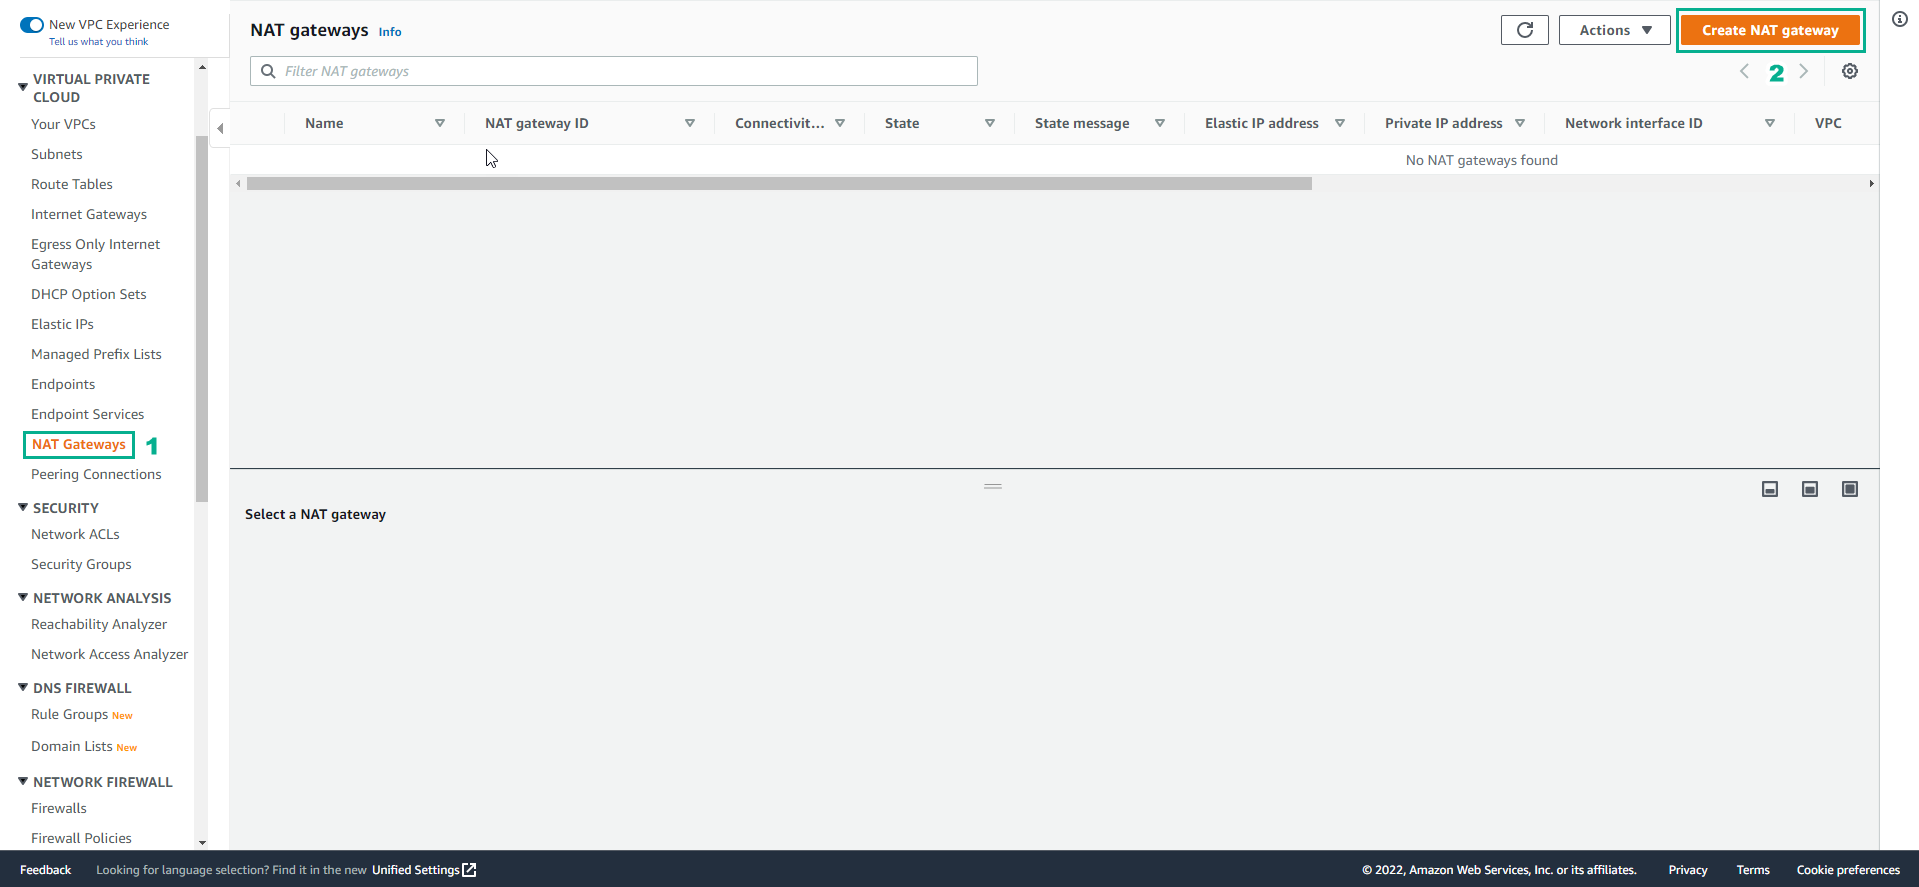 New VPC Experience
Tell us what you think
VIRTUAL PRIVATE
CLOUD
Your VPCs
Subnets
Route Tables
Internet Gateways
Egress Only Internet
Gateways
DHCP Option Sets
Elastic IPs
Managed Prefix Lists
Endpoints
Endpoint Services
NAT Gateways 1
Peering Connections
SECURITY
Network ACLs
Security Groups
NETWORK ANALYSIS
Reachability Analyzer
Network Access Analyzer
DNS FIREWALL
Rule Groups New
Domain Lists New
NETWORK FIREWALL
Firewalls
Firewall Policies
NAT gateways Info
Actions
Create NAT gateway
Filter NAT gateways
2
Name NAT gateway ID Connectivit... State State message Elastic IP address Private IP address Network interface ID VPC
No NAT gateways found
Select a NAT gateway
Feedback Looking for language selection? Find it in the new Unified Settings © 2022, Amazon Web Services, Inc. or its affiliates. Privacy Terms Cookie preferences